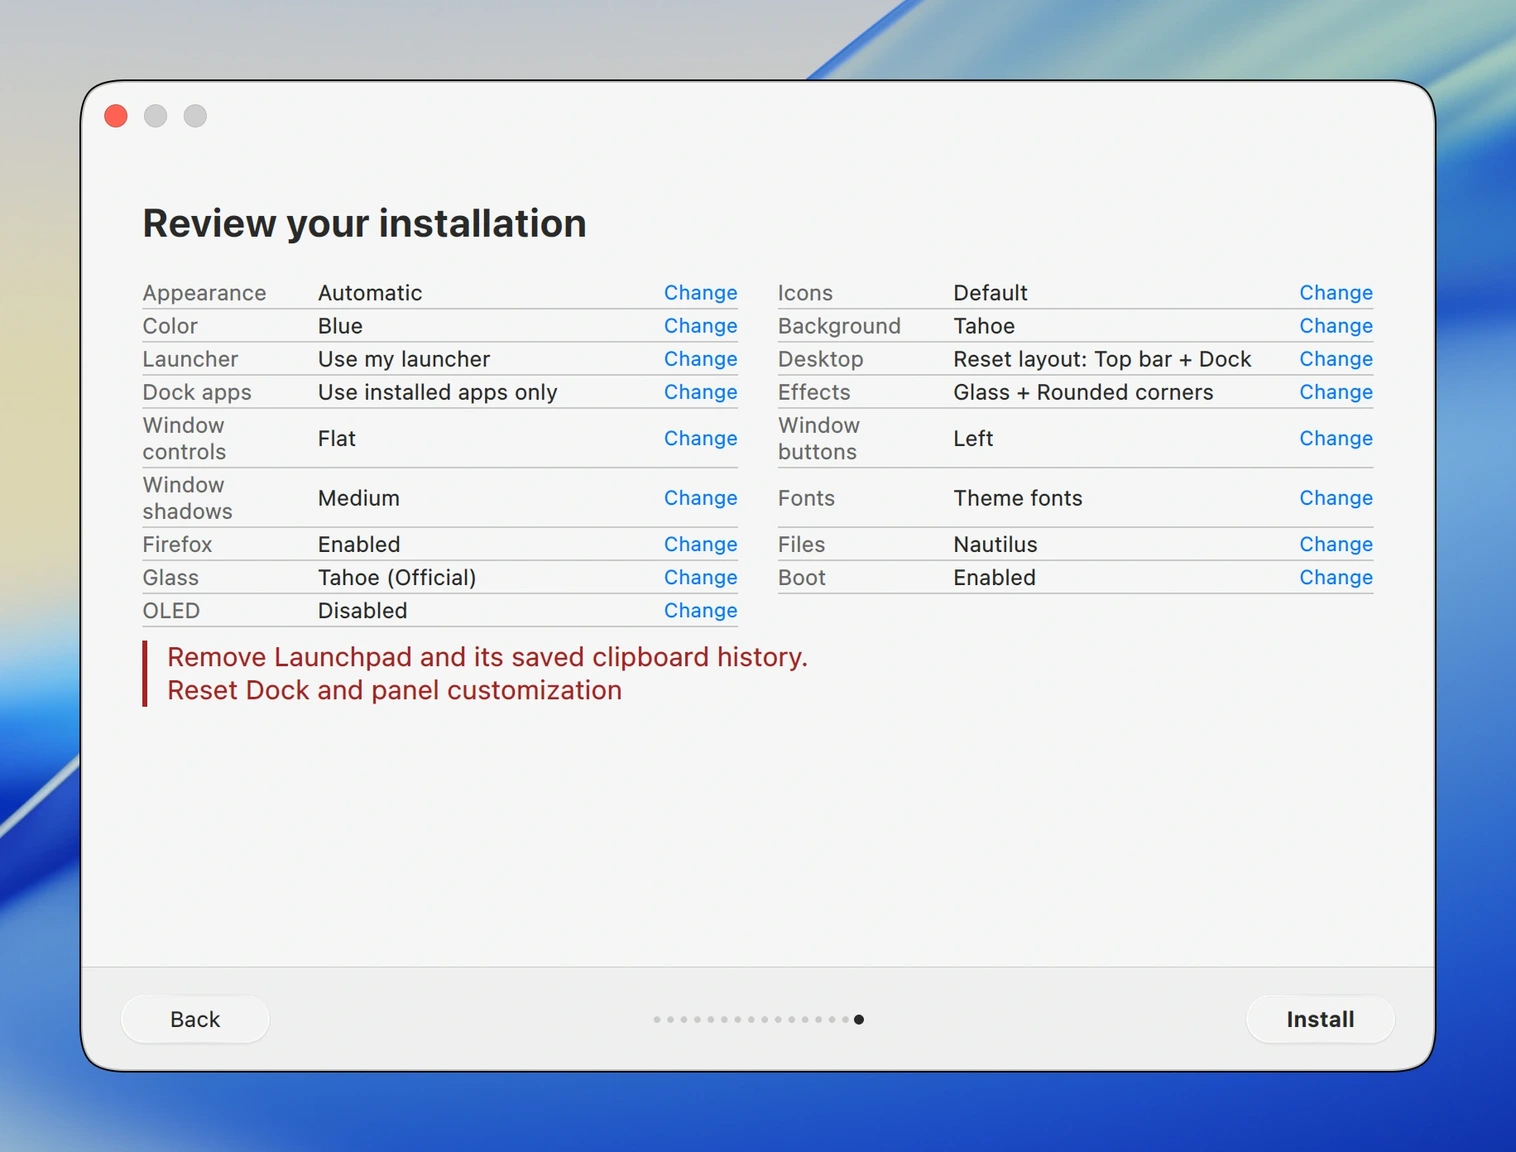 Review your installation
Appearance Automatic Change
Icons Default Change
Color Blue Change
Background Tahoe Change
Launcher Use my launcher Change
Desktop Reset layout: Top bar + Dock Change
Dock apps Use installed apps only Change
Effects Glass + Rounded corners Change
Window
controls Flat Change
Window
buttons Left Change
Window
shadows Medium Change
Fonts Theme fonts Change
Firefox Enabled Change
Files Nautilus Change
Glass Tahoe (Official) Change
Boot Enabled Change
OLED Disabled Change
Remove Launchpad and its saved clipboard history.
Reset Dock and panel customization
Back
Install